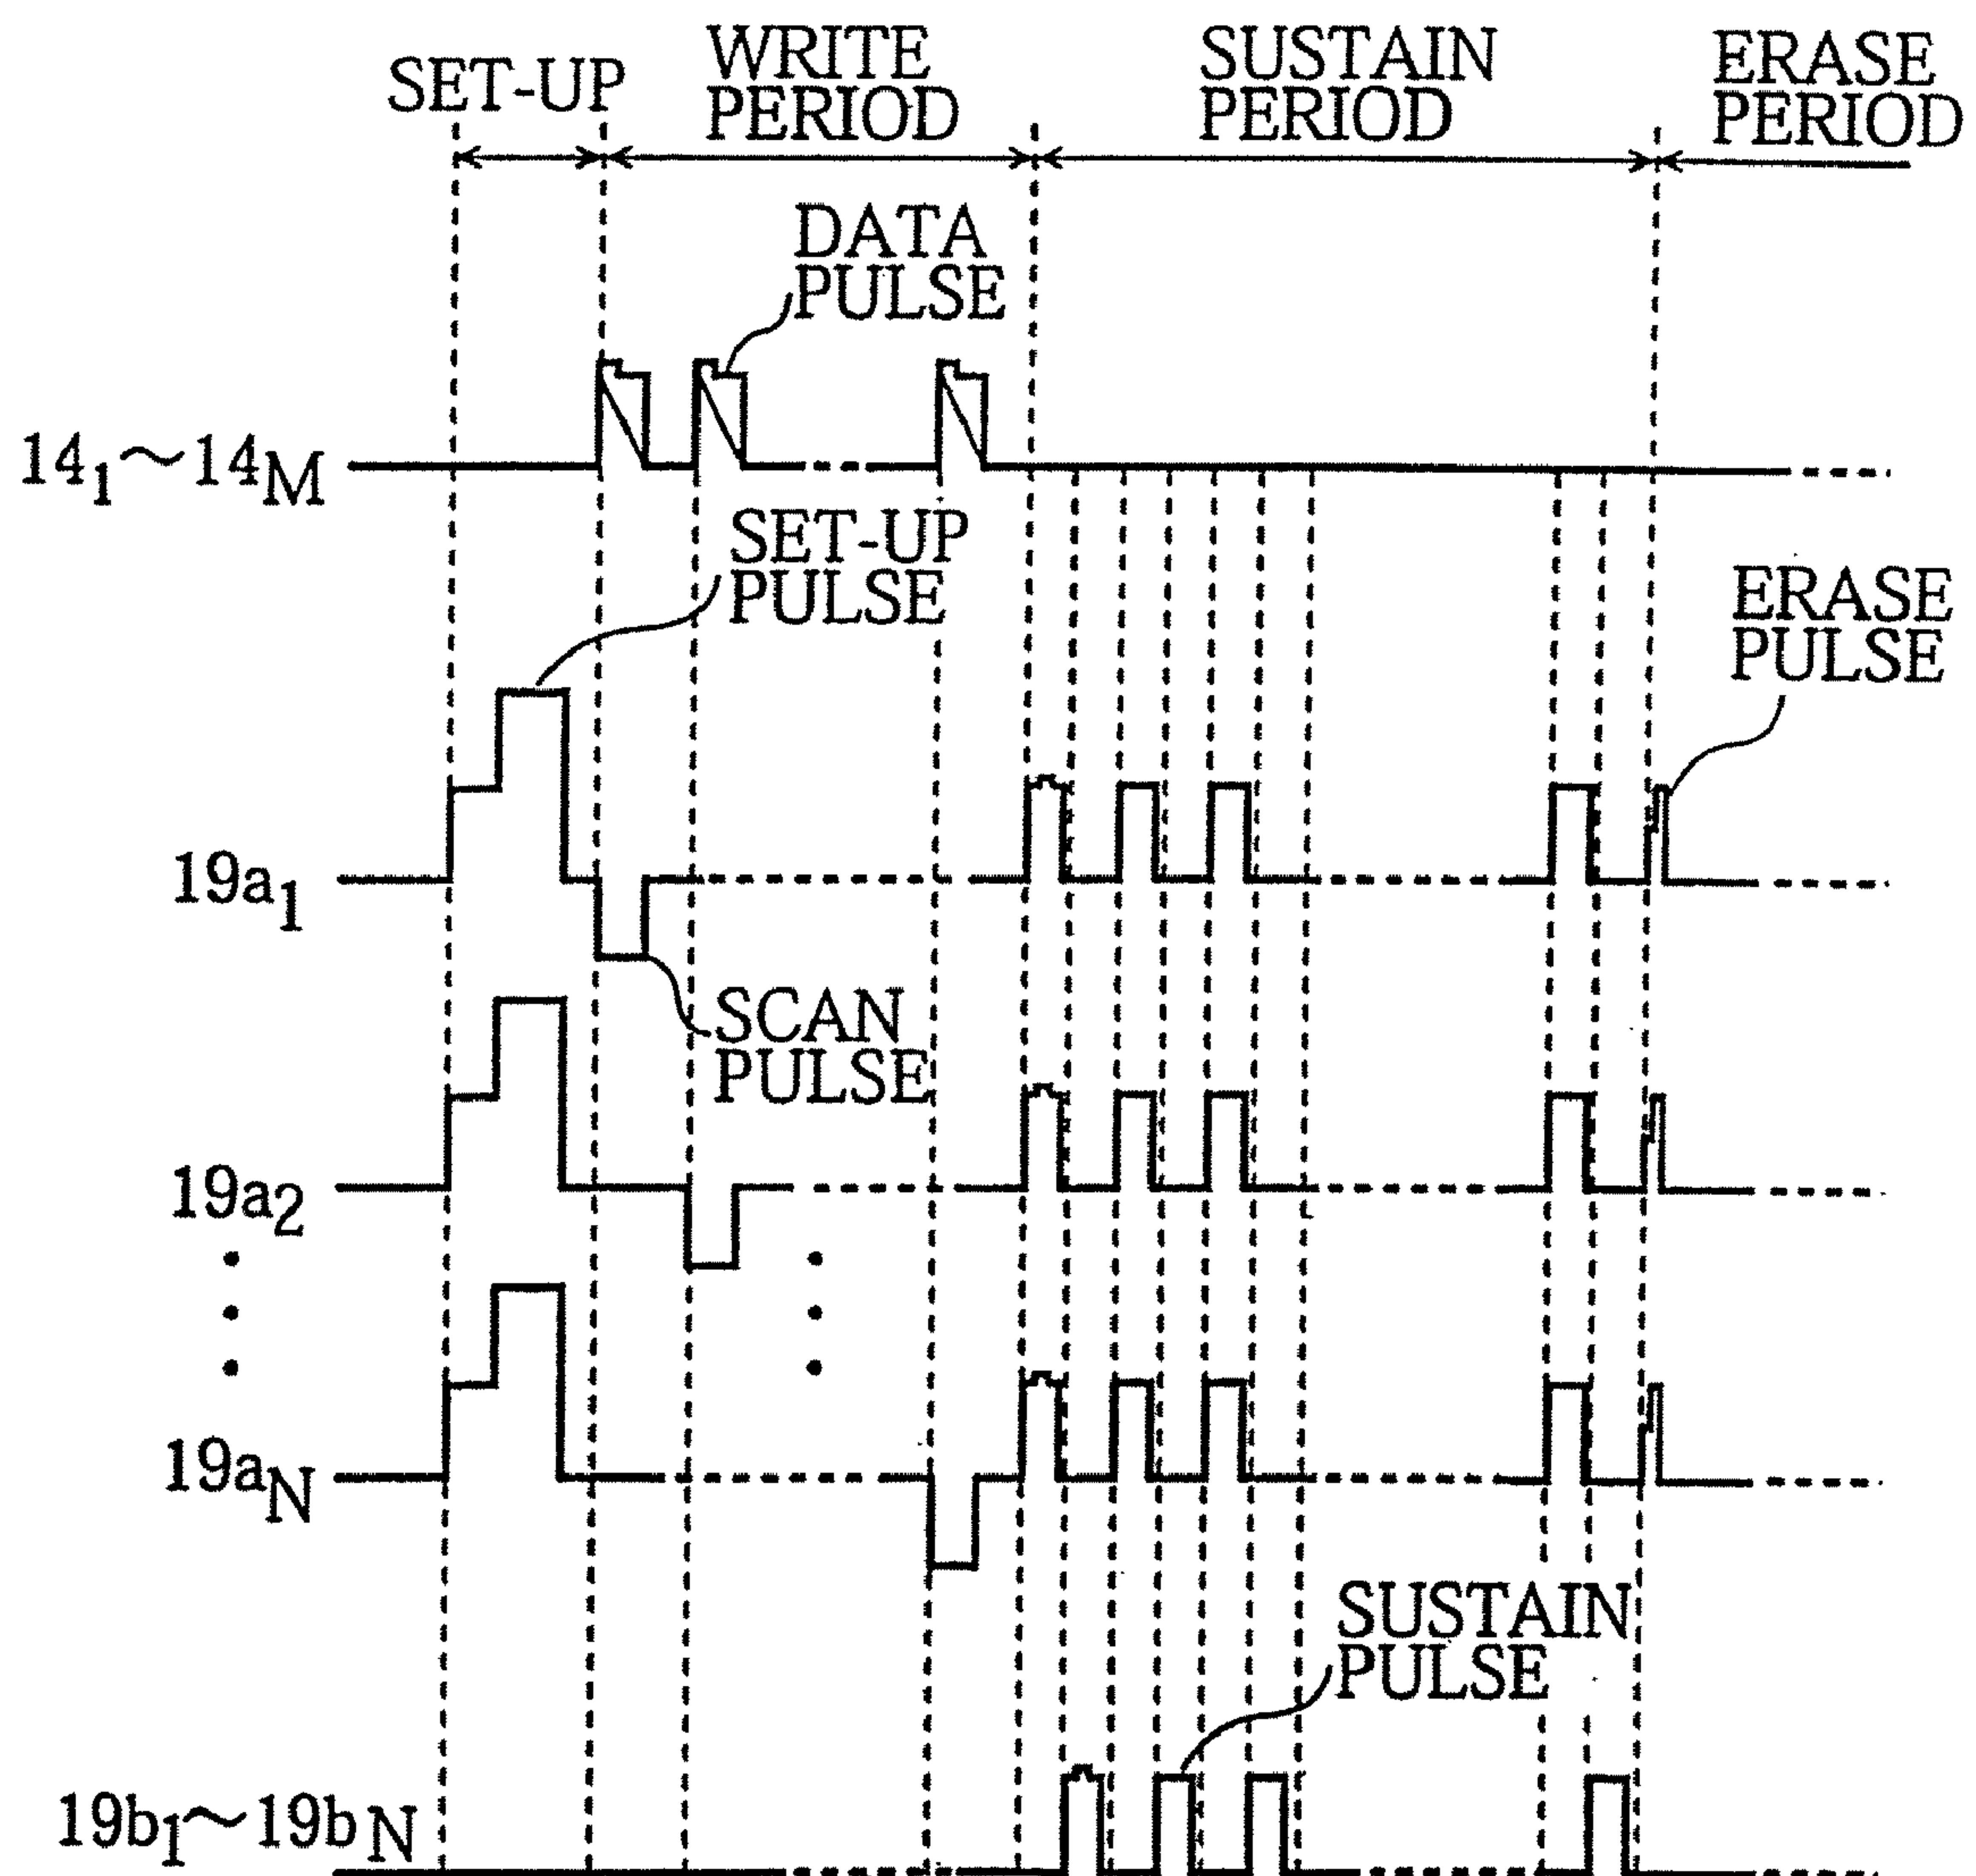 SET-UP
WRITE
PERIOD
SUSTAIN
PERIOD
ERASE
PERIOD
DATA
PULSE
14₁~14M
SET-UP
PULSE
ERASE
PULSE
19a₁
SCAN
PULSE
19a₂
19aN
SUSTAIN
PULSE
19b₁~19bN